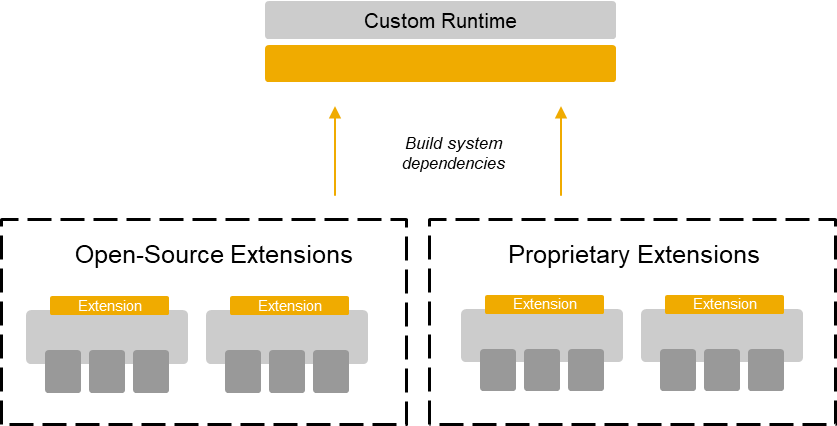 Custom Runtime
Build system
dependencies
Open-Source Extensions
Proprietary Extensions
Extension
Extension
Extension
Extension